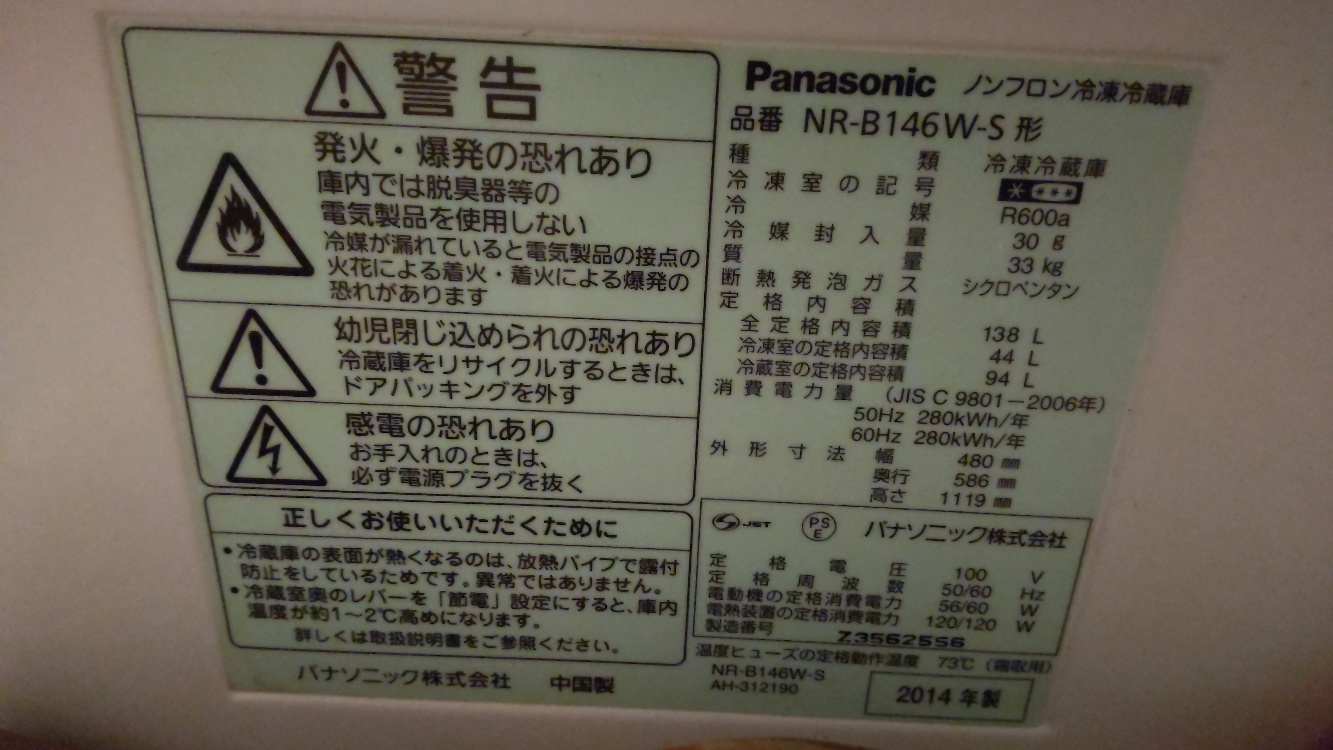 警告
発火・爆発の恐れあり
庫内では脱臭器等の
電気製品を使用しない
冷媒が漏れていると電気製品の接点の
火花による着火・着火による爆発の
恐れがあります
幼児閉じ込められの恐れあり
冷蔵庫をリサイクルするときは、
ドアパッキングを外す
感電の恐れあり
お手入れのときは、
必ず電源プラグを抜く
正しくお使いいただくために
•冷蔵庫の表面が熱くなるのは、放熱パイプで露付
防止をしているためです。異常ではありません。
•冷蔵室奥のレバーを「節電」設定にすると、庫内
温度が約1～2℃高めになります。
詳しくは取扱説明書をご参照ください。
パナソニック株式会社 中国製
Panasonic ノンフロン冷凍冷蔵庫
品番 NR-B146W-S 形
種類 冷凍冷蔵庫
冷凍室の記号 * ***
冷媒 R600a
冷媒封入量 30 g
質量 33 kg
断熱発泡ガス シクロペンタン
定格内容積
全定格内容積 138 L
冷凍室の定格内容積 44 L
冷蔵室の定格内容積 94 L
消費電力量 (JIS C 9801－2006年)
50Hz 280kWh/年
60Hz 280kWh/年
外形寸法 幅 480 mm
奥行 586 mm
高さ 1119 mm
JET PS E パナソニック株式会社
定格電圧 100 V
定格周波数 50/60 Hz
電動機の定格消費電力 56/60 W
電熱装置の定格消費電力 120/120 W
製造番号 Z3562556
温度ヒューズの定格動作温度 73℃ (霜取用)
NR-B146W-S
AH-312190
2014 年製